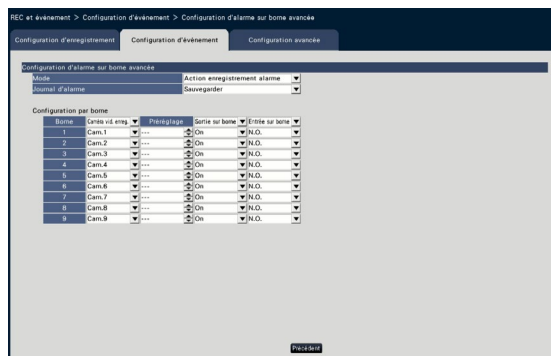 REC et événement > Configuration d'événement > Configuration d'alarme sur borne avancée
Configuration d'enregistrement Configuration d'événement Configuration avancée
Configuration d'alarme sur borne avancée
Mode Action enregistrement alarme
Journal d'alarme Sauvegarder
Configuration par borne
Borne Caméra vid. enreg. Préréglage Sortie sur borne Entrée sur borne
1 Cam.1 --- On N.O.
2 Cam.2 --- On N.O.
3 Cam.3 --- On N.O.
4 Cam.4 --- On N.O.
5 Cam.5 --- On N.O.
6 Cam.6 --- On N.O.
7 Cam.7 --- On N.O.
8 Cam.8 --- On N.O.
9 Cam.9 --- On N.O.
Précédent